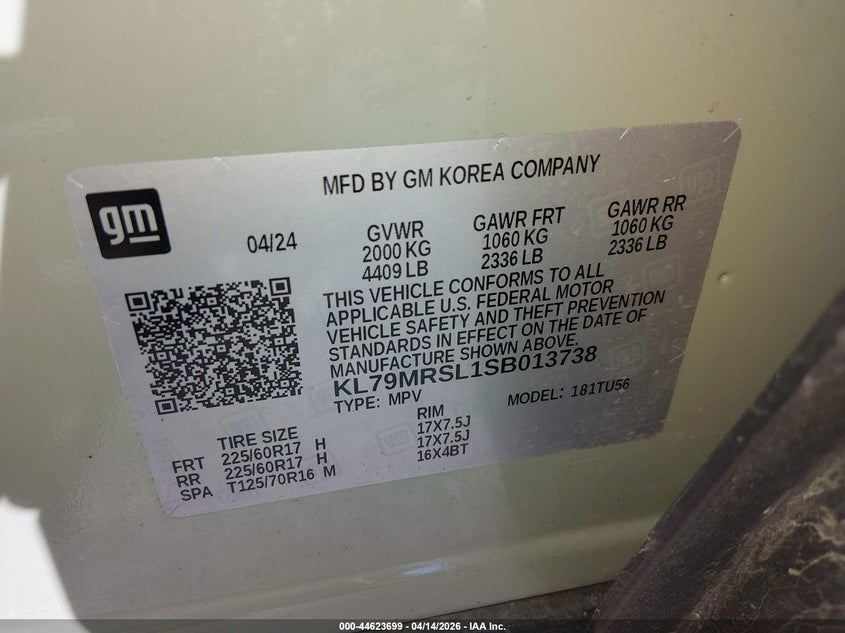 MFD BY GM KOREA COMPANY
gm
04/24
GVWR
2000 KG
4409 LB
GAWR FRT
1060 KG
2336 LB
GAWR RR
1060 KG
2336 LB
THIS VEHICLE CONFORMS TO ALL
APPLICABLE U.S. FEDERAL MOTOR
VEHICLE SAFETY AND THEFT PREVENTION
STANDARDS IN EFFECT ON THE DATE OF
MANUFACTURE SHOWN ABOVE.
KL79MRSL1SB013738
TYPE: MPV
MODEL: 181TU56
TIRE SIZE
RIM
FRT 225/60R17 H 17X7.5J
RR 225/60R17 H 17X7.5J
SPA T125/70R16 M 16X4BT
000-44623699 - 04/14/2026 - IAA Inc.